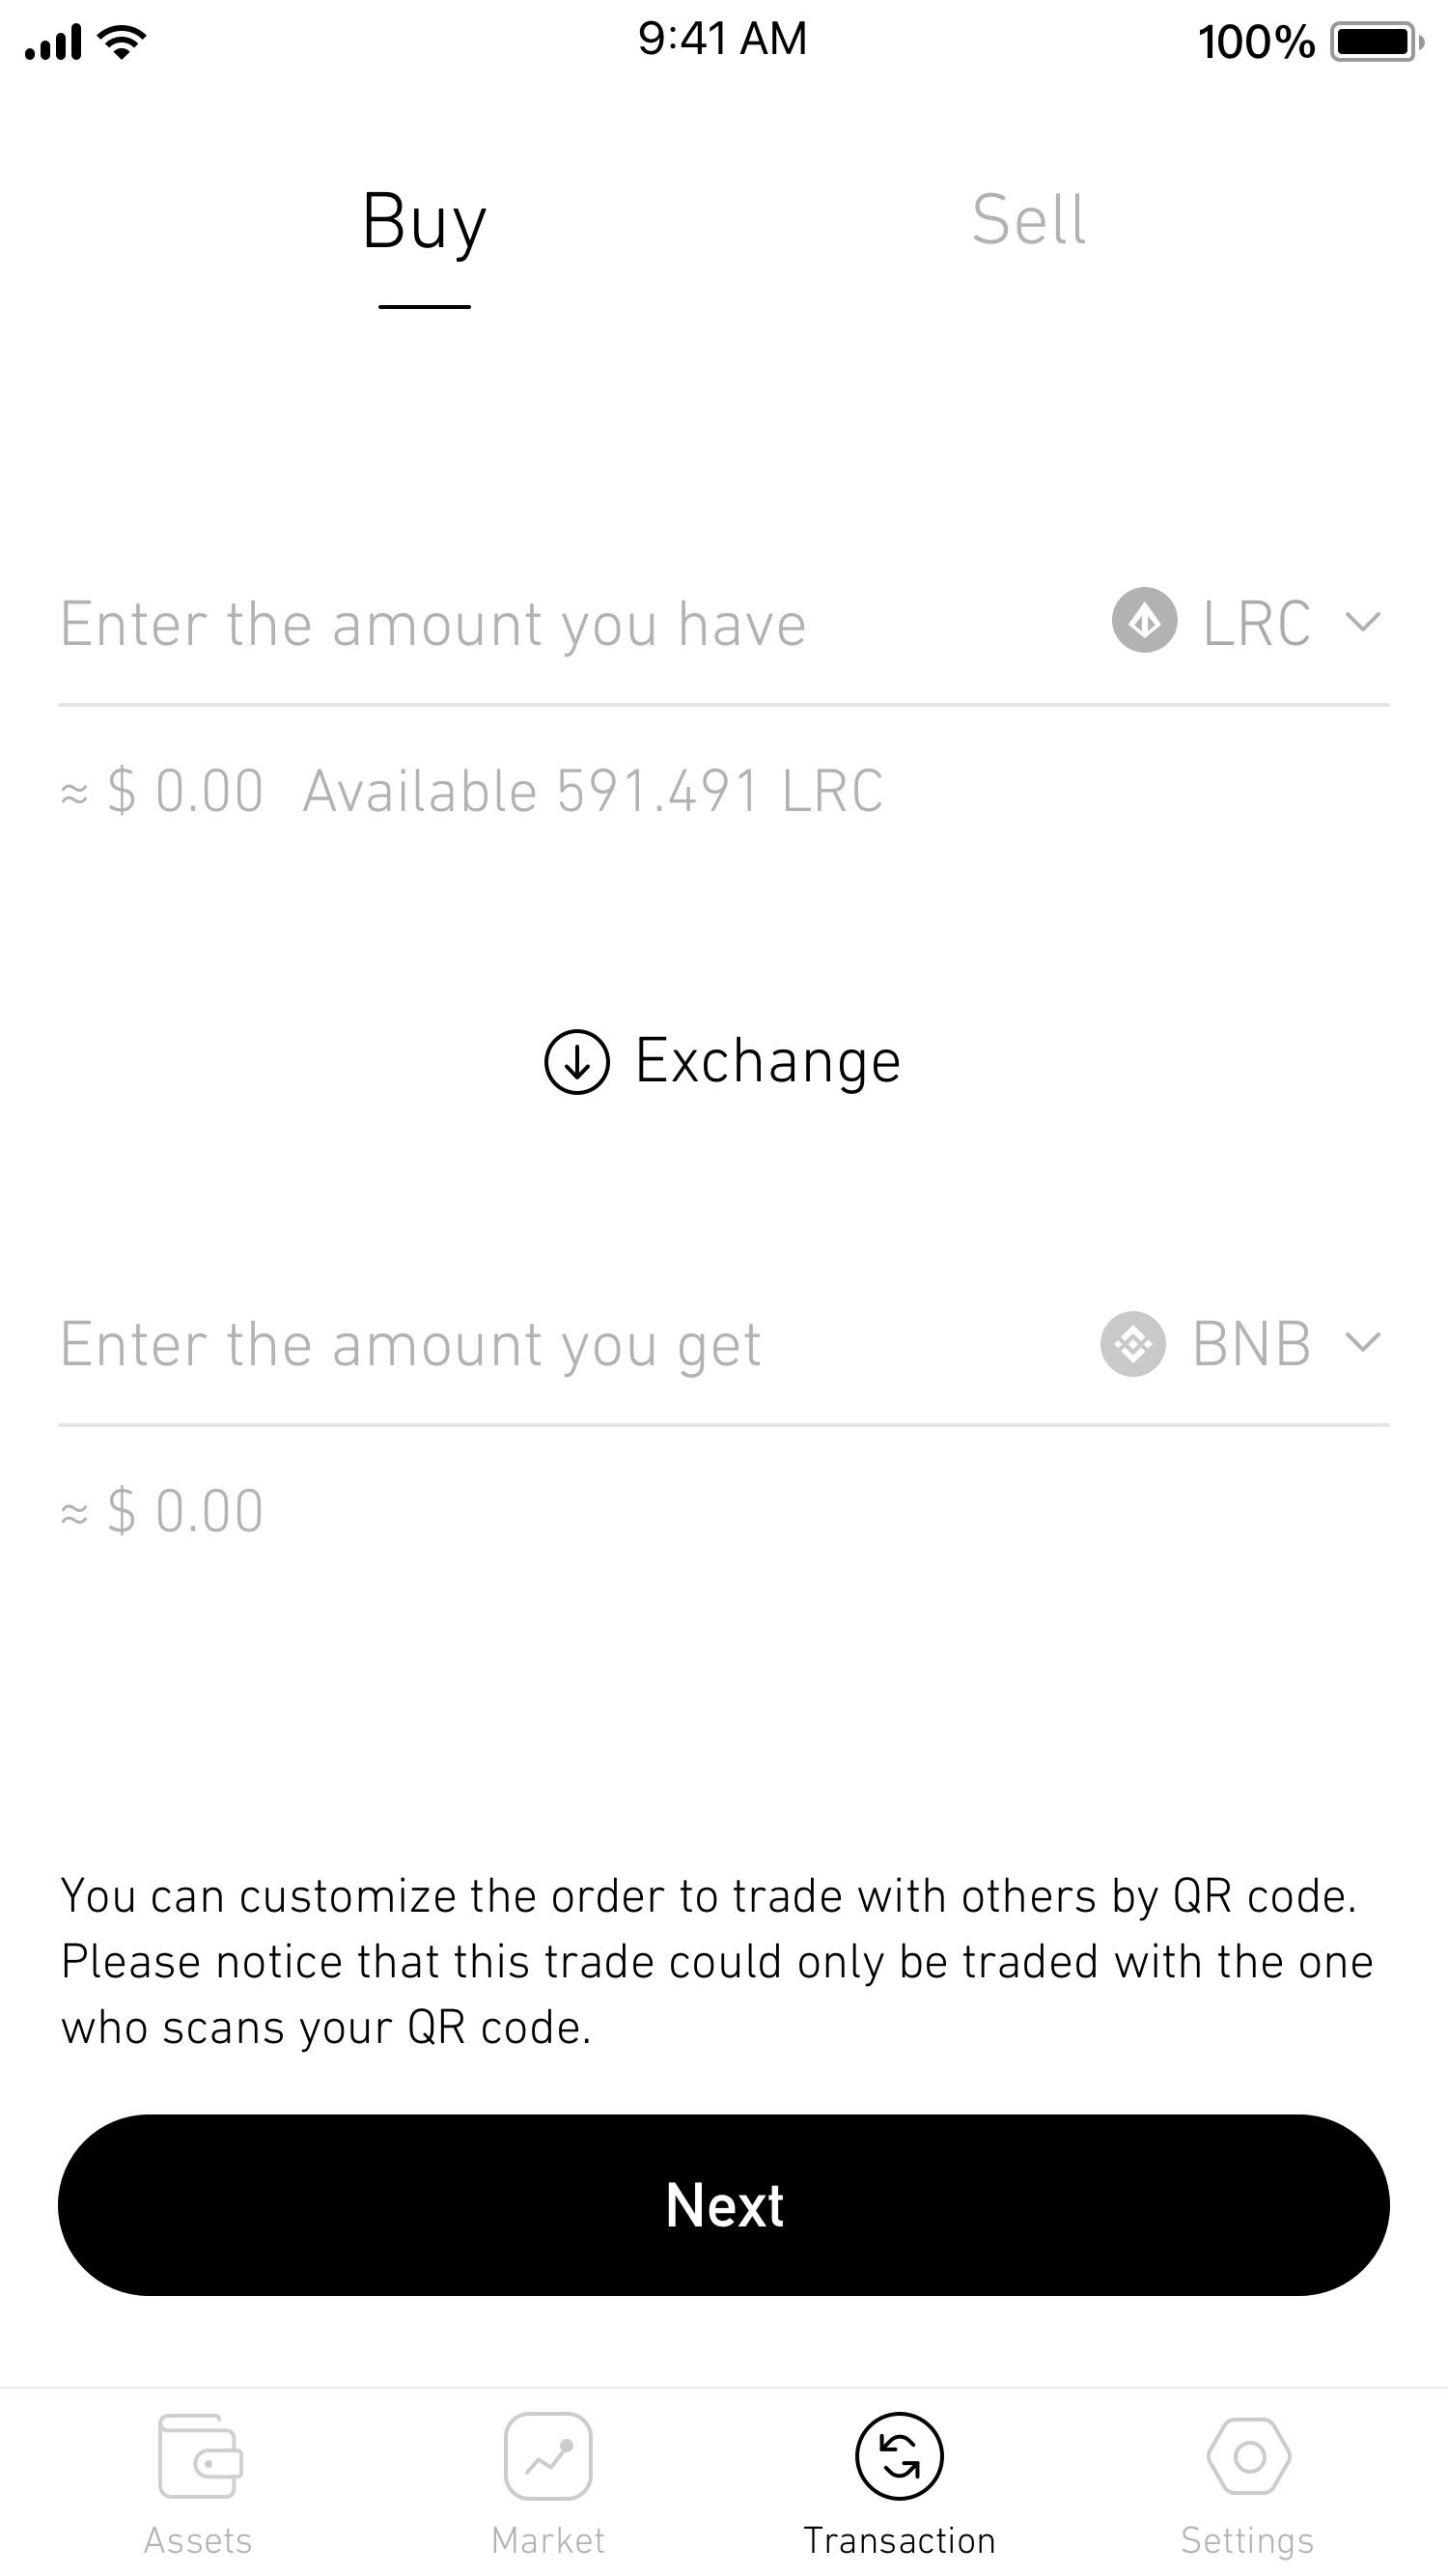 9:41 AM 100%
Buy Sell
Enter the amount you have LRC
≈ $ 0.00 Available 591.491 LRC
Exchange
Enter the amount you get BNB
≈ $ 0.00
You can customize the order to trade with others by QR code.
Please notice that this trade could only be traded with the one
who scans your QR code.
Next
Assets Market Transaction Settings